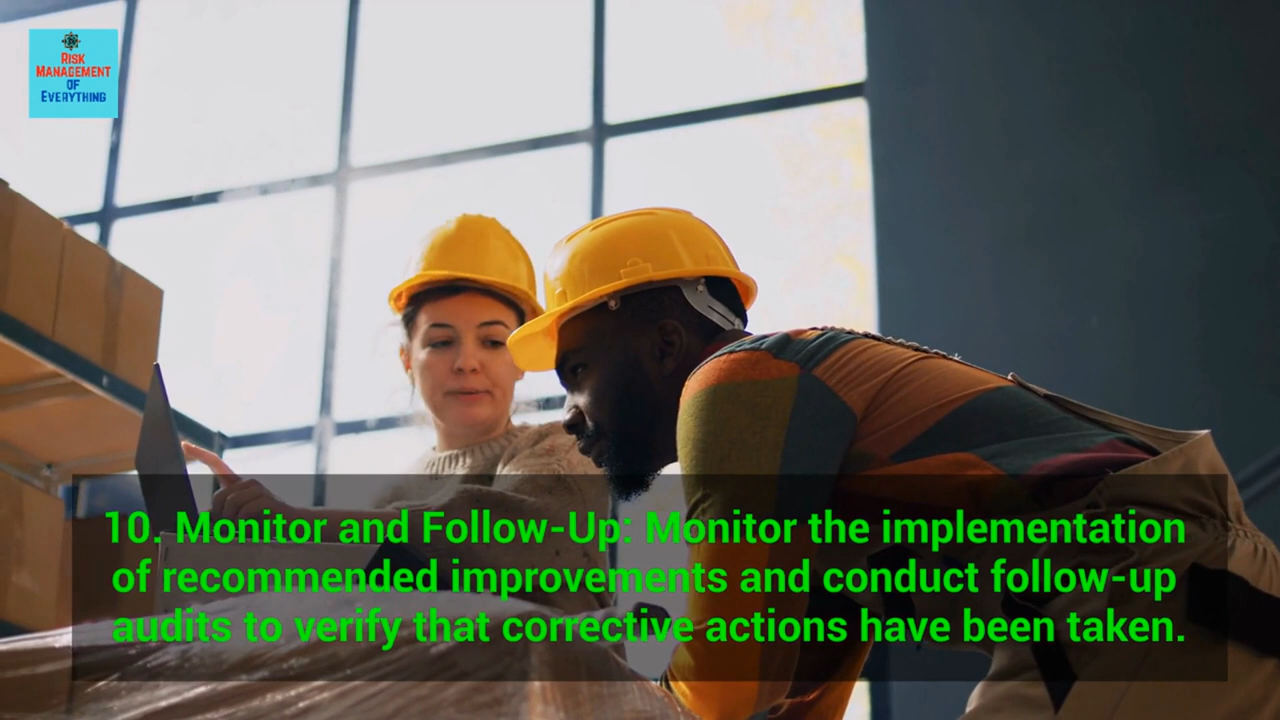 Risk
Management
of
Everything
10. Monitor and Follow-Up: Monitor the implementation
of recommended improvements and conduct follow-up
audits to verify that corrective actions have been taken.